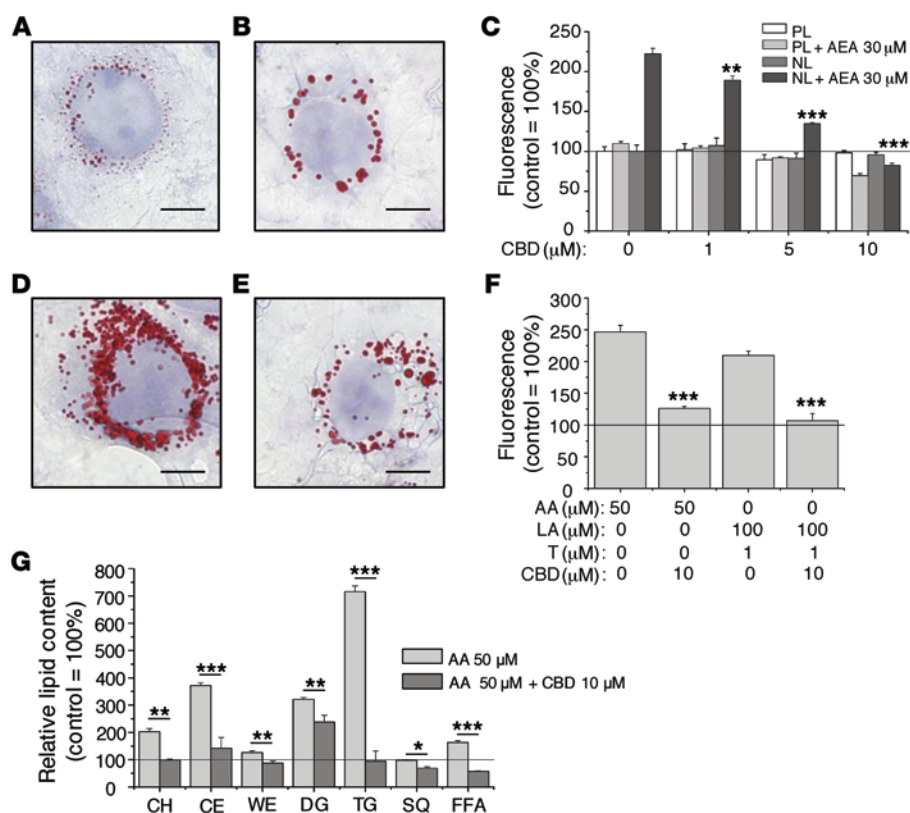 A
B
C
Fluorescence
(control = 100%)
250
200
150
100
50
0
PL
PL + AEA 30 μM
NL
NL + AEA 30 μM
**
***
***
CBD (μM): 0 1 5 10
D
E
F
Fluorescence
(control = 100%)
300
250
200
150
100
50
0
***
***
AA (μM): 50 50 0 0
LA (μM): 0 0 100 100
T (μM): 0 0 1 1
CBD (μM): 0 10 0 10
G
Relative lipid content
(control = 100%)
800
700
600
500
400
300
200
100
0
**
***
**
**
***
*
***
AA 50 μM
AA 50 μM + CBD 10 μM
CH CE WE DG TG SQ FFA